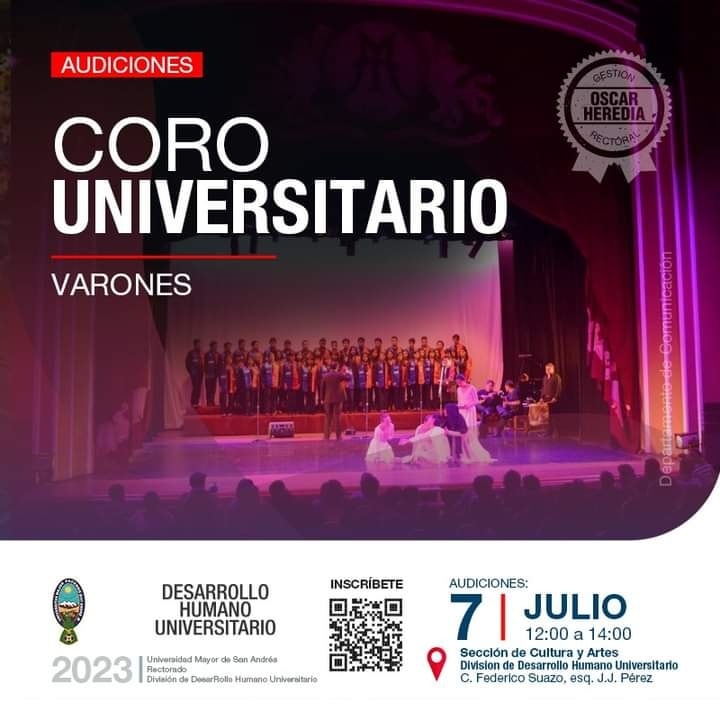 AUDICIONES
CORO
UNIVERSITARIO
VARONES
GESTIÓN
OSCAR
HEREDIA
RECTORAL
Departamento de Comunicación
DESARROLLO
HUMANO
UNIVERSITARIO
2023
Universidad Mayor de San Andrés
Rectorado
División de DesarRollo Humano Universitario
INSCRÍBETE
AUDICIONES:
7 | JULIO
12:00 a 14:00
Sección de Cultura y Artes
Division de Desarrollo Humano Universitario
C. Federico Suazo, esq. J.J. Pérez